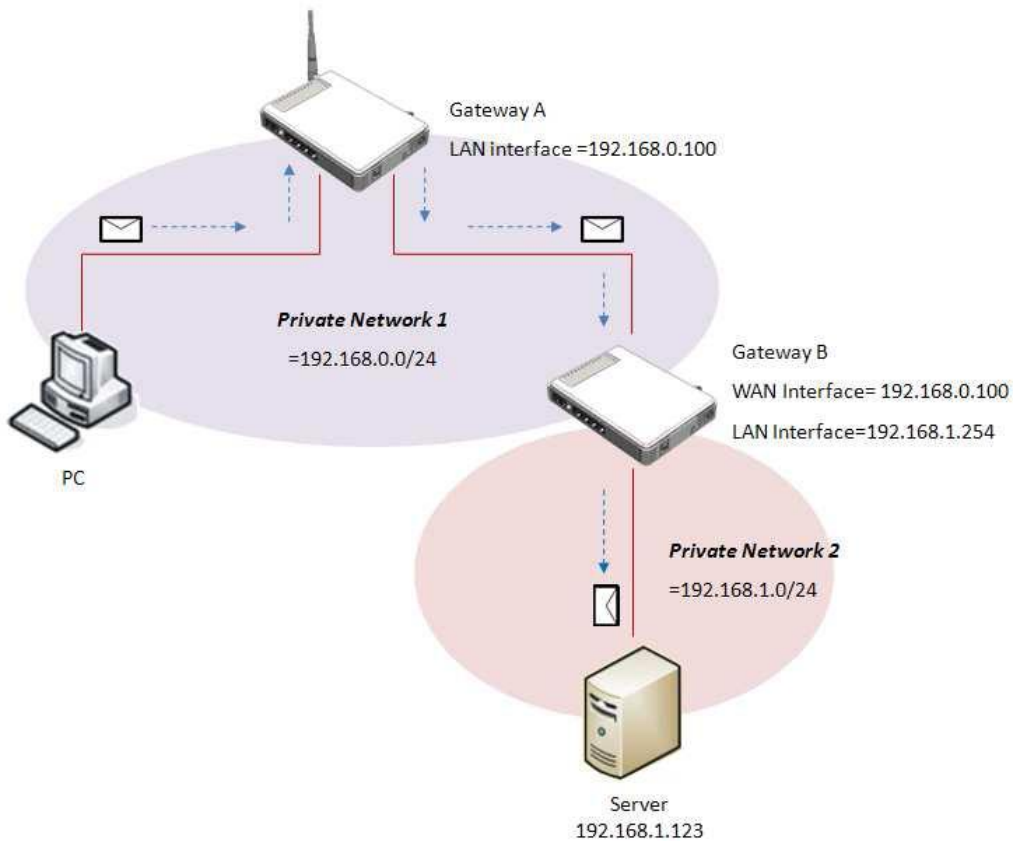 Gateway A
LAN interface =192.168.0.100
Private Network 1
=192.168.0.0/24
PC
Gateway B
WAN Interface= 192.168.0.100
LAN Interface=192.168.1.254
Private Network 2
=192.168.1.0/24
Server
192.168.1.123